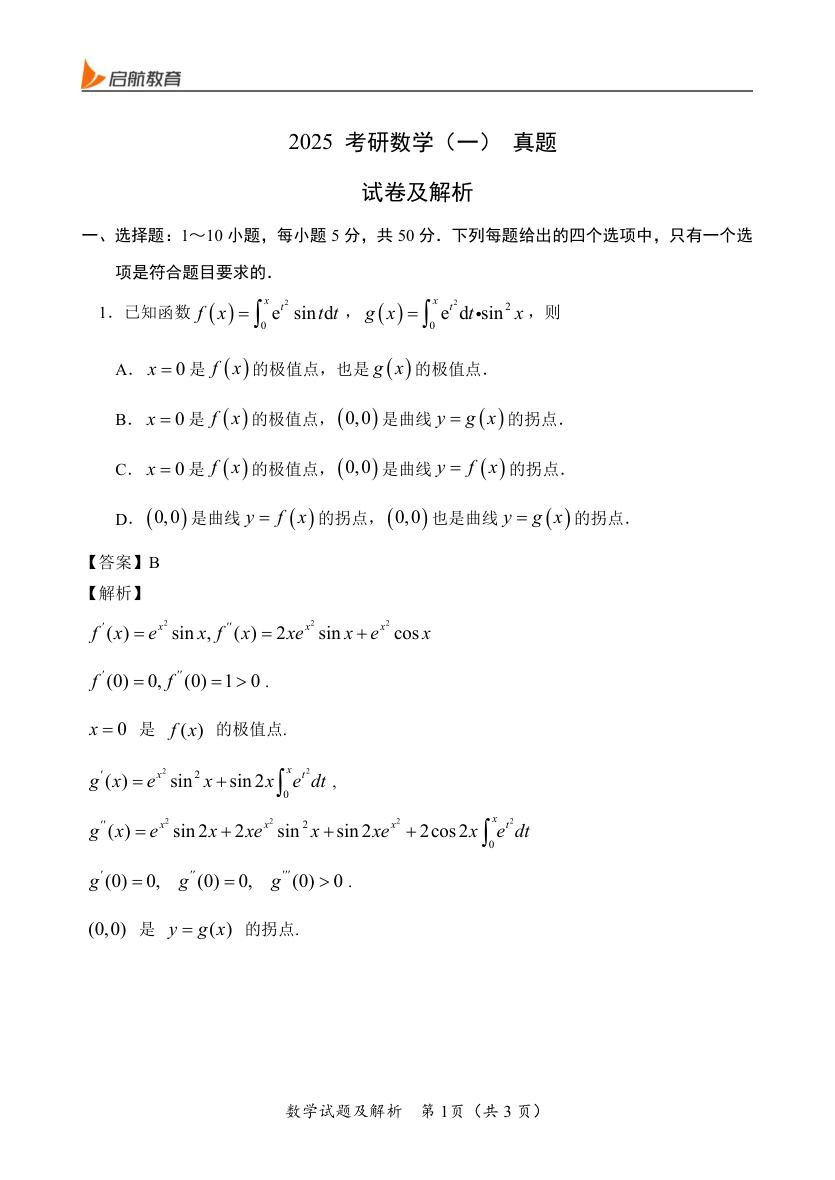 启航教育
2025 考研数学（一） 真题
试卷及解析
一、选择题：1～10 小题，每小题 5 分，共 50 分．下列每题给出的四个选项中，只有一个选
项是符合题目要求的．
1．已知函数 f(x)=∫₀ˣ e^{t²} sin tdt，g(x)=∫₀ˣ e^{t²} dt•sin² x，则
A．x=0 是 f(x) 的极值点，也是 g(x) 的极值点．
B．x=0 是 f(x) 的极值点，(0,0) 是曲线 y=g(x) 的拐点．
C．x=0 是 f(x) 的极值点，(0,0) 是曲线 y=f(x) 的拐点．
D．(0,0) 是曲线 y=f(x) 的拐点，(0,0) 也是曲线 y=g(x) 的拐点．
【答案】B
【解析】
f′(x)=e^{x²} sin x, f″(x)=2xe^{x²} sin x+e^{x²} cos x
f′(0)=0, f″(0)=1>0 .
x=0 是 f(x) 的极值点.
g′(x)=e^{x²} sin² x+sin 2x∫₀ˣ e^{t²} dt ,
g″(x)=e^{x²} sin 2x+2xe^{x²} sin² x+sin 2xe^{x²}+2cos 2x∫₀ˣ e^{t²} dt
g′(0)=0, g″(0)=0, g‴(0)>0 .
(0,0) 是 y=g(x) 的拐点.
数学试题及解析 第 1页（共 3 页）